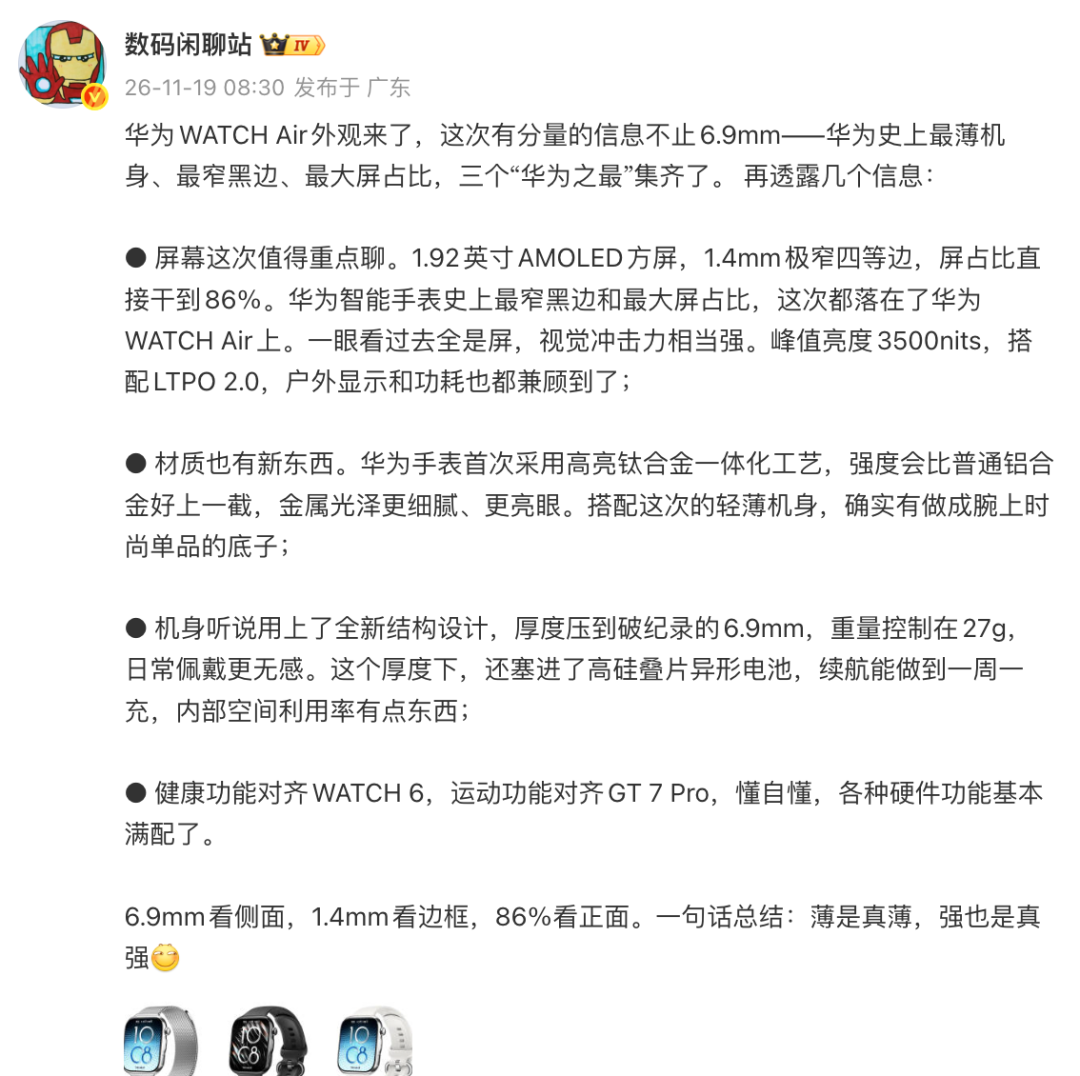 数码闲聊站 IV
26-11-19 08:30 发布于 广东
华为WATCH Air外观来了，这次有分量的信息不止6.9mm——华为史上最薄机
身、最窄黑边、最大屏占比，三个“华为之最”集齐了。 再透露几个信息：
● 屏幕这次值得重点聊。1.92英寸AMOLED方屏，1.4mm极窄四等边，屏占比直
接干到86%。华为智能手表史上最窄黑边和最大屏占比，这次都落在了华为
WATCH Air上。一眼看过去全是屏，视觉冲击力相当强。峰值亮度3500nits，搭
配LTPO 2.0，户外显示和功耗也都兼顾到了；
● 材质也有新东西。华为手表首次采用高亮钛合金一体化工艺，强度会比普通铝合
金好上一截，金属光泽更细腻、更亮眼。搭配这次的轻薄机身，确实有做成腕上时
尚单品的底子；
● 机身听说用上了全新结构设计，厚度压到破纪录的6.9mm，重量控制在27g，
日常佩戴更无感。这个厚度下，还塞进了高硅叠片异形电池，续航能做到一周一
充，内部空间利用率有点东西；
● 健康功能对齐WATCH 6，运动功能对齐GT 7 Pro，懂自懂，各种硬件功能基本
满配了。
6.9mm看侧面，1.4mm看边框，86%看正面。一句话总结：薄是真薄，强也是真
强
10 08
10 08
10 08